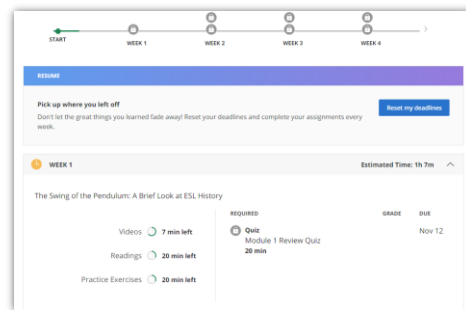 START
WEEK 1
WEEK 2
WEEK 3
WEEK 4
RESUME
Pick up where you left off
Don't let the great things you learned fade away! Reset your deadlines and complete your assignments every
week.
Reset my deadlines
WEEK 1
Estimated Time: 1h 7m
The Swing of the Pendulum: A Brief Look at ESL History
REQUIRED
GRADE
DUE
Videos
7 min left
Readings
20 min left
Practice Exercises
20 min left
Quiz
Module 1 Review Quiz
20 min
Nov 12